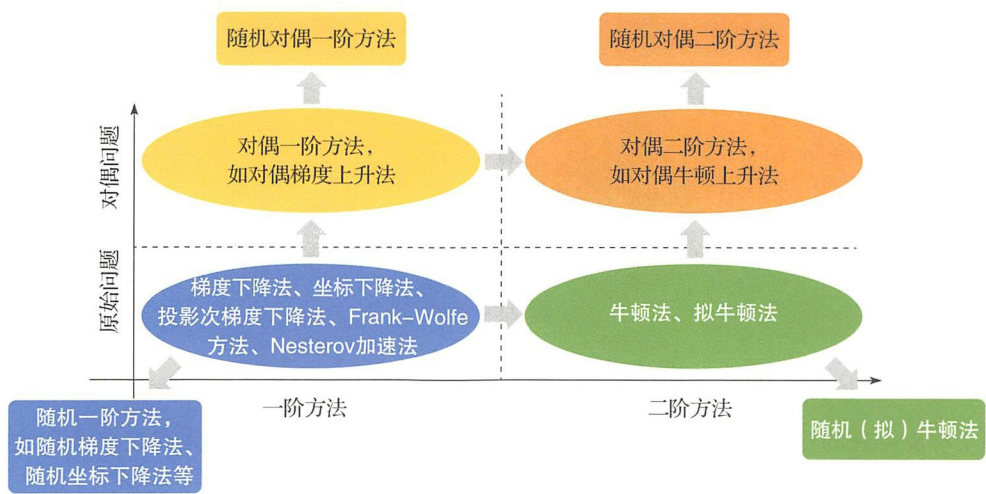 随机对偶一阶方法
随机对偶二阶方法
对偶问题
对偶一阶方法，
如对偶梯度上升法
对偶二阶方法，
如对偶牛顿上升法
原始问题
梯度下降法、坐标下降法、
投影次梯度下降法、Frank-Wolfe
方法、Nesterov加速法
牛顿法、拟牛顿法
一阶方法
二阶方法
随机一阶方法，
如随机梯度下降法、
随机坐标下降法等
随机（拟）牛顿法